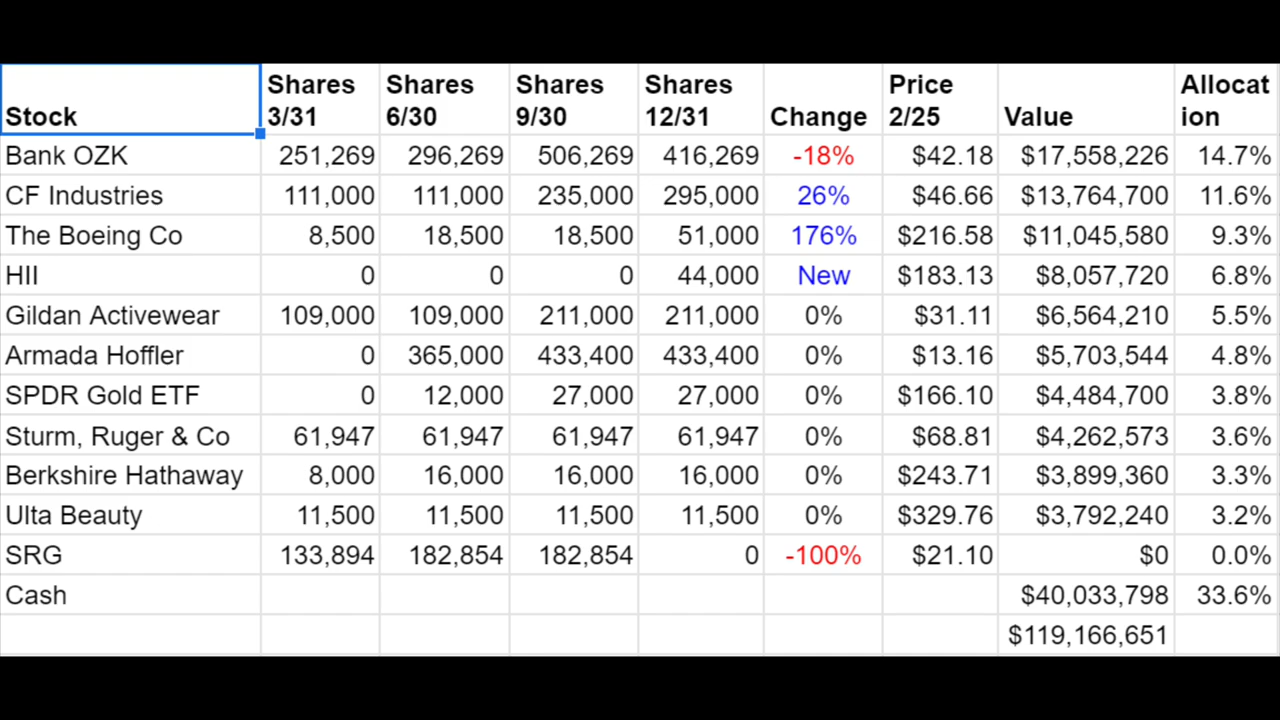 Stock Shares 3/31 Shares 6/30 Shares 9/30 Shares 12/31 Change Price 2/25 Value Allocation
Bank OZK 251,269 296,269 506,269 416,269 -18% $42.18 $17,558,226 14.7%
CF Industries 111,000 111,000 235,000 295,000 26% $46.66 $13,764,700 11.6%
The Boeing Co 8,500 18,500 18,500 51,000 176% $216.58 $11,045,580 9.3%
HII 0 0 0 44,000 New $183.13 $8,057,720 6.8%
Gildan Activewear 109,000 109,000 211,000 211,000 0% $31.11 $6,564,210 5.5%
Armada Hoffler 0 365,000 433,400 433,400 0% $13.16 $5,703,544 4.8%
SPDR Gold ETF 0 12,000 27,000 27,000 0% $166.10 $4,484,700 3.8%
Sturm, Ruger & Co 61,947 61,947 61,947 61,947 0% $68.81 $4,262,573 3.6%
Berkshire Hathaway 8,000 16,000 16,000 16,000 0% $243.71 $3,899,360 3.3%
Ulta Beauty 11,500 11,500 11,500 11,500 0% $329.76 $3,792,240 3.2%
SRG 133,894 182,854 182,854 0 -100% $21.10 $0 0.0%
Cash $40,033,798 33.6%
$119,166,651